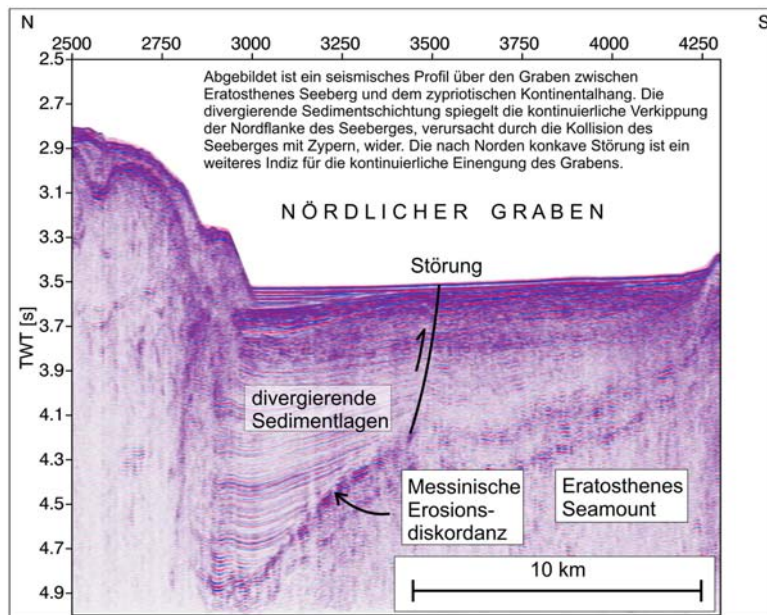 N
S
2500 2750 3000 3250 3500 3750 4000 4250
2.5
2.7
2.9
3.1
3.3
3.5
3.7
3.9
4.1
4.3
4.5
4.7
4.9
TWT [s]
Abgebildet ist ein seismisches Profil über den Graben zwischen
Eratosthenes Seeberg und dem zypriotischen Kontinentalhang. Die
divergierende Sedimentschichtung spiegelt die kontinuierliche Verkippung
der Nordflanke des Seeberges, verursacht durch die Kollision des
Seeberges mit Zypern, wider. Die nach Norden konkave Störung ist ein
weiteres Indiz für die kontinuierliche Einengung des Grabens.
NÖRDLICHER GRABEN
Störung
divergierende
Sedimentlagen
Messinische
Erosions-
diskordanz
Eratosthenes
Seamount
10 km